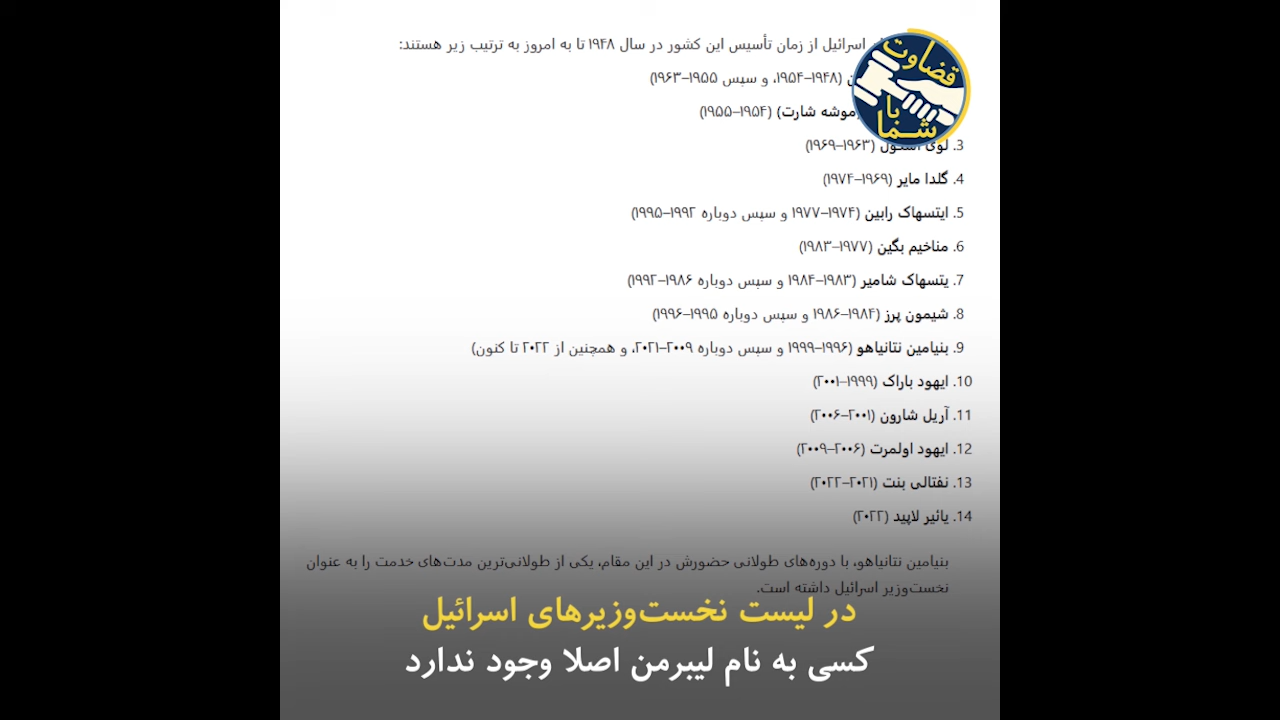 قضاوت
با
شما
اسرائیل از زمان تأسیس این کشور در سال ۱۹۴۸ تا به امروز به ترتیب زیر هستند:
(۱۹۴۸–۱۹۵۴، و سپس ۱۹۵۵–۱۹۶۳)
(موشه شارت) (۱۹۵۴–۱۹۵۵)
3. لوی اشکول (۱۹۶۳–۱۹۶۹)
4. گلدا مایر (۱۹۶۹–۱۹۷۴)
5. ایتسهاک رابین (۱۹۷۴–۱۹۷۷ و سپس دوباره ۱۹۹۲–۱۹۹۵)
6. مناخیم بگین (۱۹۷۷–۱۹۸۳)
7. یتسهاک شامیر (۱۹۸۳–۱۹۸۴ و سپس دوباره ۱۹۸۶–۱۹۹۲)
8. شیمون پرز (۱۹۸۴–۱۹۸۶ و سپس دوباره ۱۹۹۵–۱۹۹۶)
9. بنیامین نتانیاهو (۱۹۹۶–۱۹۹۹ و سپس دوباره ۲۰۰۹–۲۰۲۱، و همچنین از ۲۰۲۲ تا کنون)
10. ایهود باراک (۱۹۹۹–۲۰۰۱)
11. آریل شارون (۲۰۰۱–۲۰۰۶)
12. ایهود اولمرت (۲۰۰۶–۲۰۰۹)
13. نفتالی بنت (۲۰۲۱–۲۰۲۲)
14. یائیر لاپید (۲۰۲۲)
بنیامین نتانیاهو، با دوره‌های طولانی حضورش در این مقام، یکی از طولانی‌ترین مدت‌های خدمت را به عنوان
نخست‌وزیر اسرائیل داشته است.
در لیست نخست‌وزیرهای اسرائیل
کسی به نام لیبرمن اصلا وجود ندارد